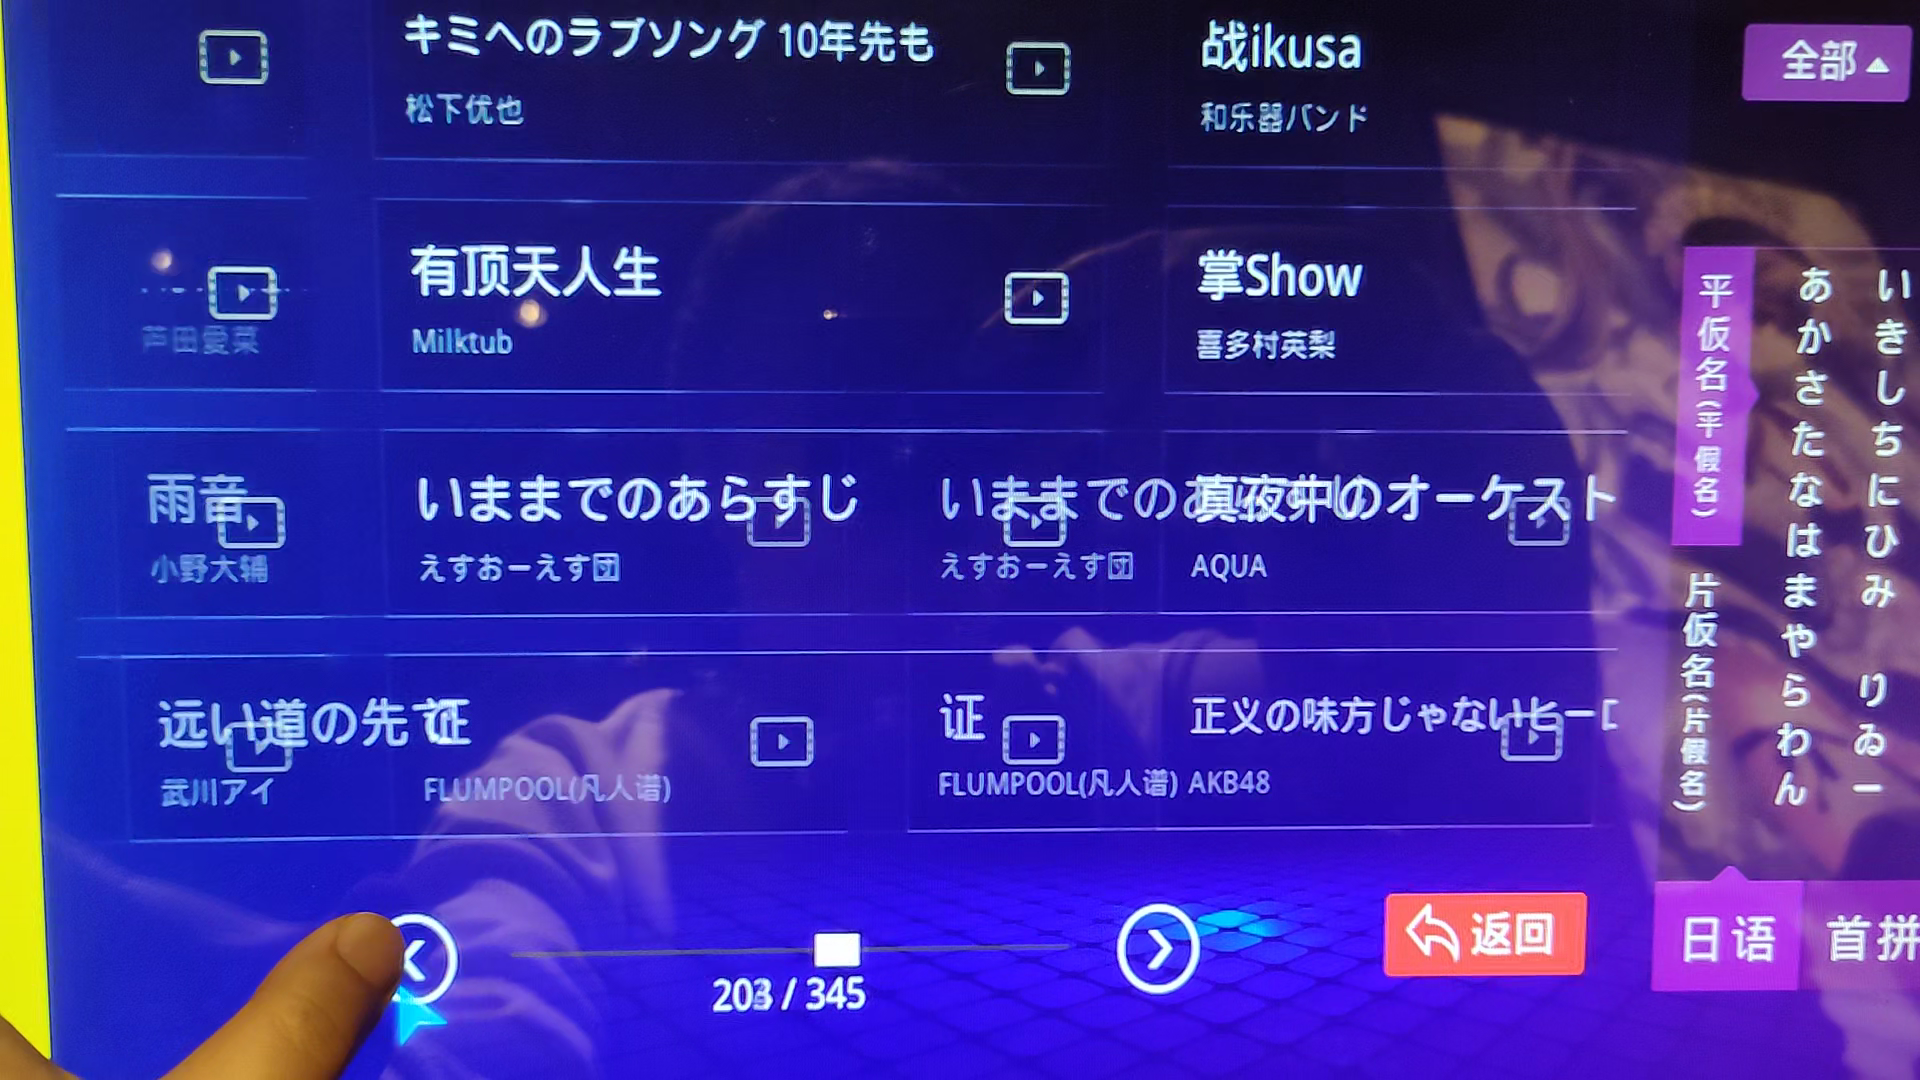 キミへのラブソング 10年先も
松下优也
战ikusa
和乐器バンド
全部
有顶天人生
Milktub
掌Show
喜多村英梨
芦田愛菜
雨音
小野大辅
いままでのあらすじ
えすおーえす団
いままでのあらすじ
えすおーえす団
真夜中のオーケスト
AQUA
远い道の先で
武川アイ
证
FLUMPOOL(凡人谱)
证
FLUMPOOL(凡人谱)
正义の味方じゃないヒーロ
AKB48
平仮名(平假名)
片仮名(片假名)
あかさたなはまやらわん
いきしちにひみ りゐー
/ 345
返回
日语
首拼